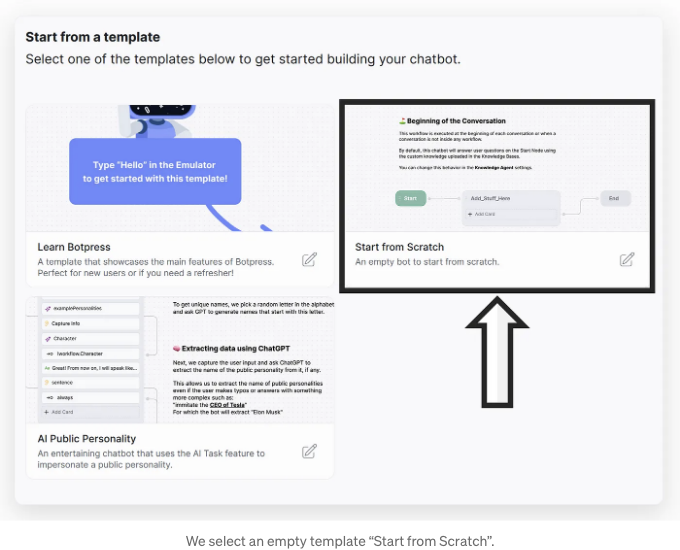 Start from a template
Select one of the templates below to get started building your chatbot.
Type "Hello" in the Emulator
to get started with this template!
Learn Botpress
A template that showcases the main features of Botpress.
Perfect for new users or if you need a refresher!
🏁 Beginning of the Conversation
This workflow is executed at the beginning of each conversation or when a
conversation is not inside any workflow.
By default, this chatbot will answer user questions on the Start Node using
the custom knowledge uploaded in the Knowledge Bases.
You can change this behavior in the Knowledge Agent settings.
Start
Add_Stuff_Here
+ Add Card
End
Start from Scratch
An empty bot to start from scratch.
examplePersonalities
Capture Info
Character
!workflow.Character
Great! From now on, I will speak like...
sentence
always
+ Add Card
To get unique names, we pick a random letter in the alphabet
and ask GPT to generate names that start with this letter.
🧠 Extracting data using ChatGPT
Next, we capture the user input and ask ChatGPT to
extract the name of the public personality from it, if any.
This allows us to extract the name of public personalities
even if the user makes typos or answers with something
more complex such as:
"immitate the CEO of Tesla"
For which the bot will extract "Elon Musk"
AI Public Personality
An entertaining chatbot that uses the AI Task feature to
impersonate a public personality.
We select an empty template “Start from Scratch”.